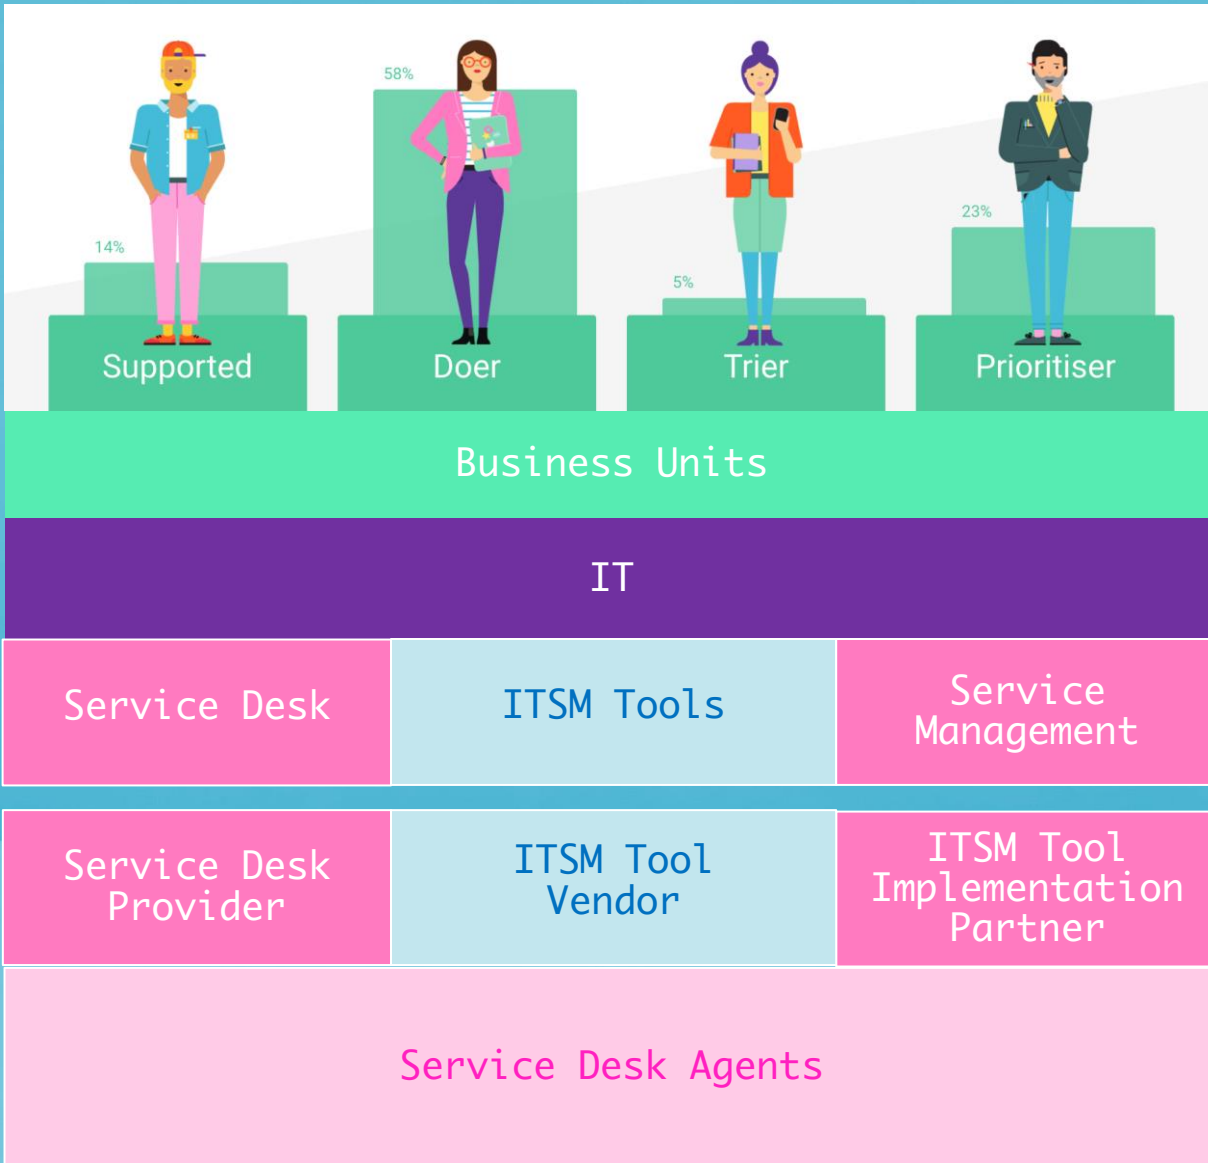 58%
14%
5%
23%
Supported
Doer
Trier
Prioritiser
Business Units
IT
Service Desk
ITSM Tools
Service
Management
Service Desk
Provider
ITSM Tool
Vendor
ITSM Tool
Implementation
Partner
Service Desk Agents